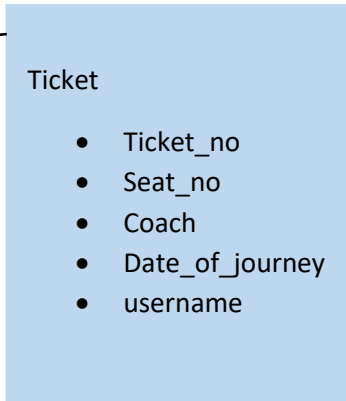 Ticket
• Ticket_no
• Seat_no
• Coach
• Date_of_journey
• username